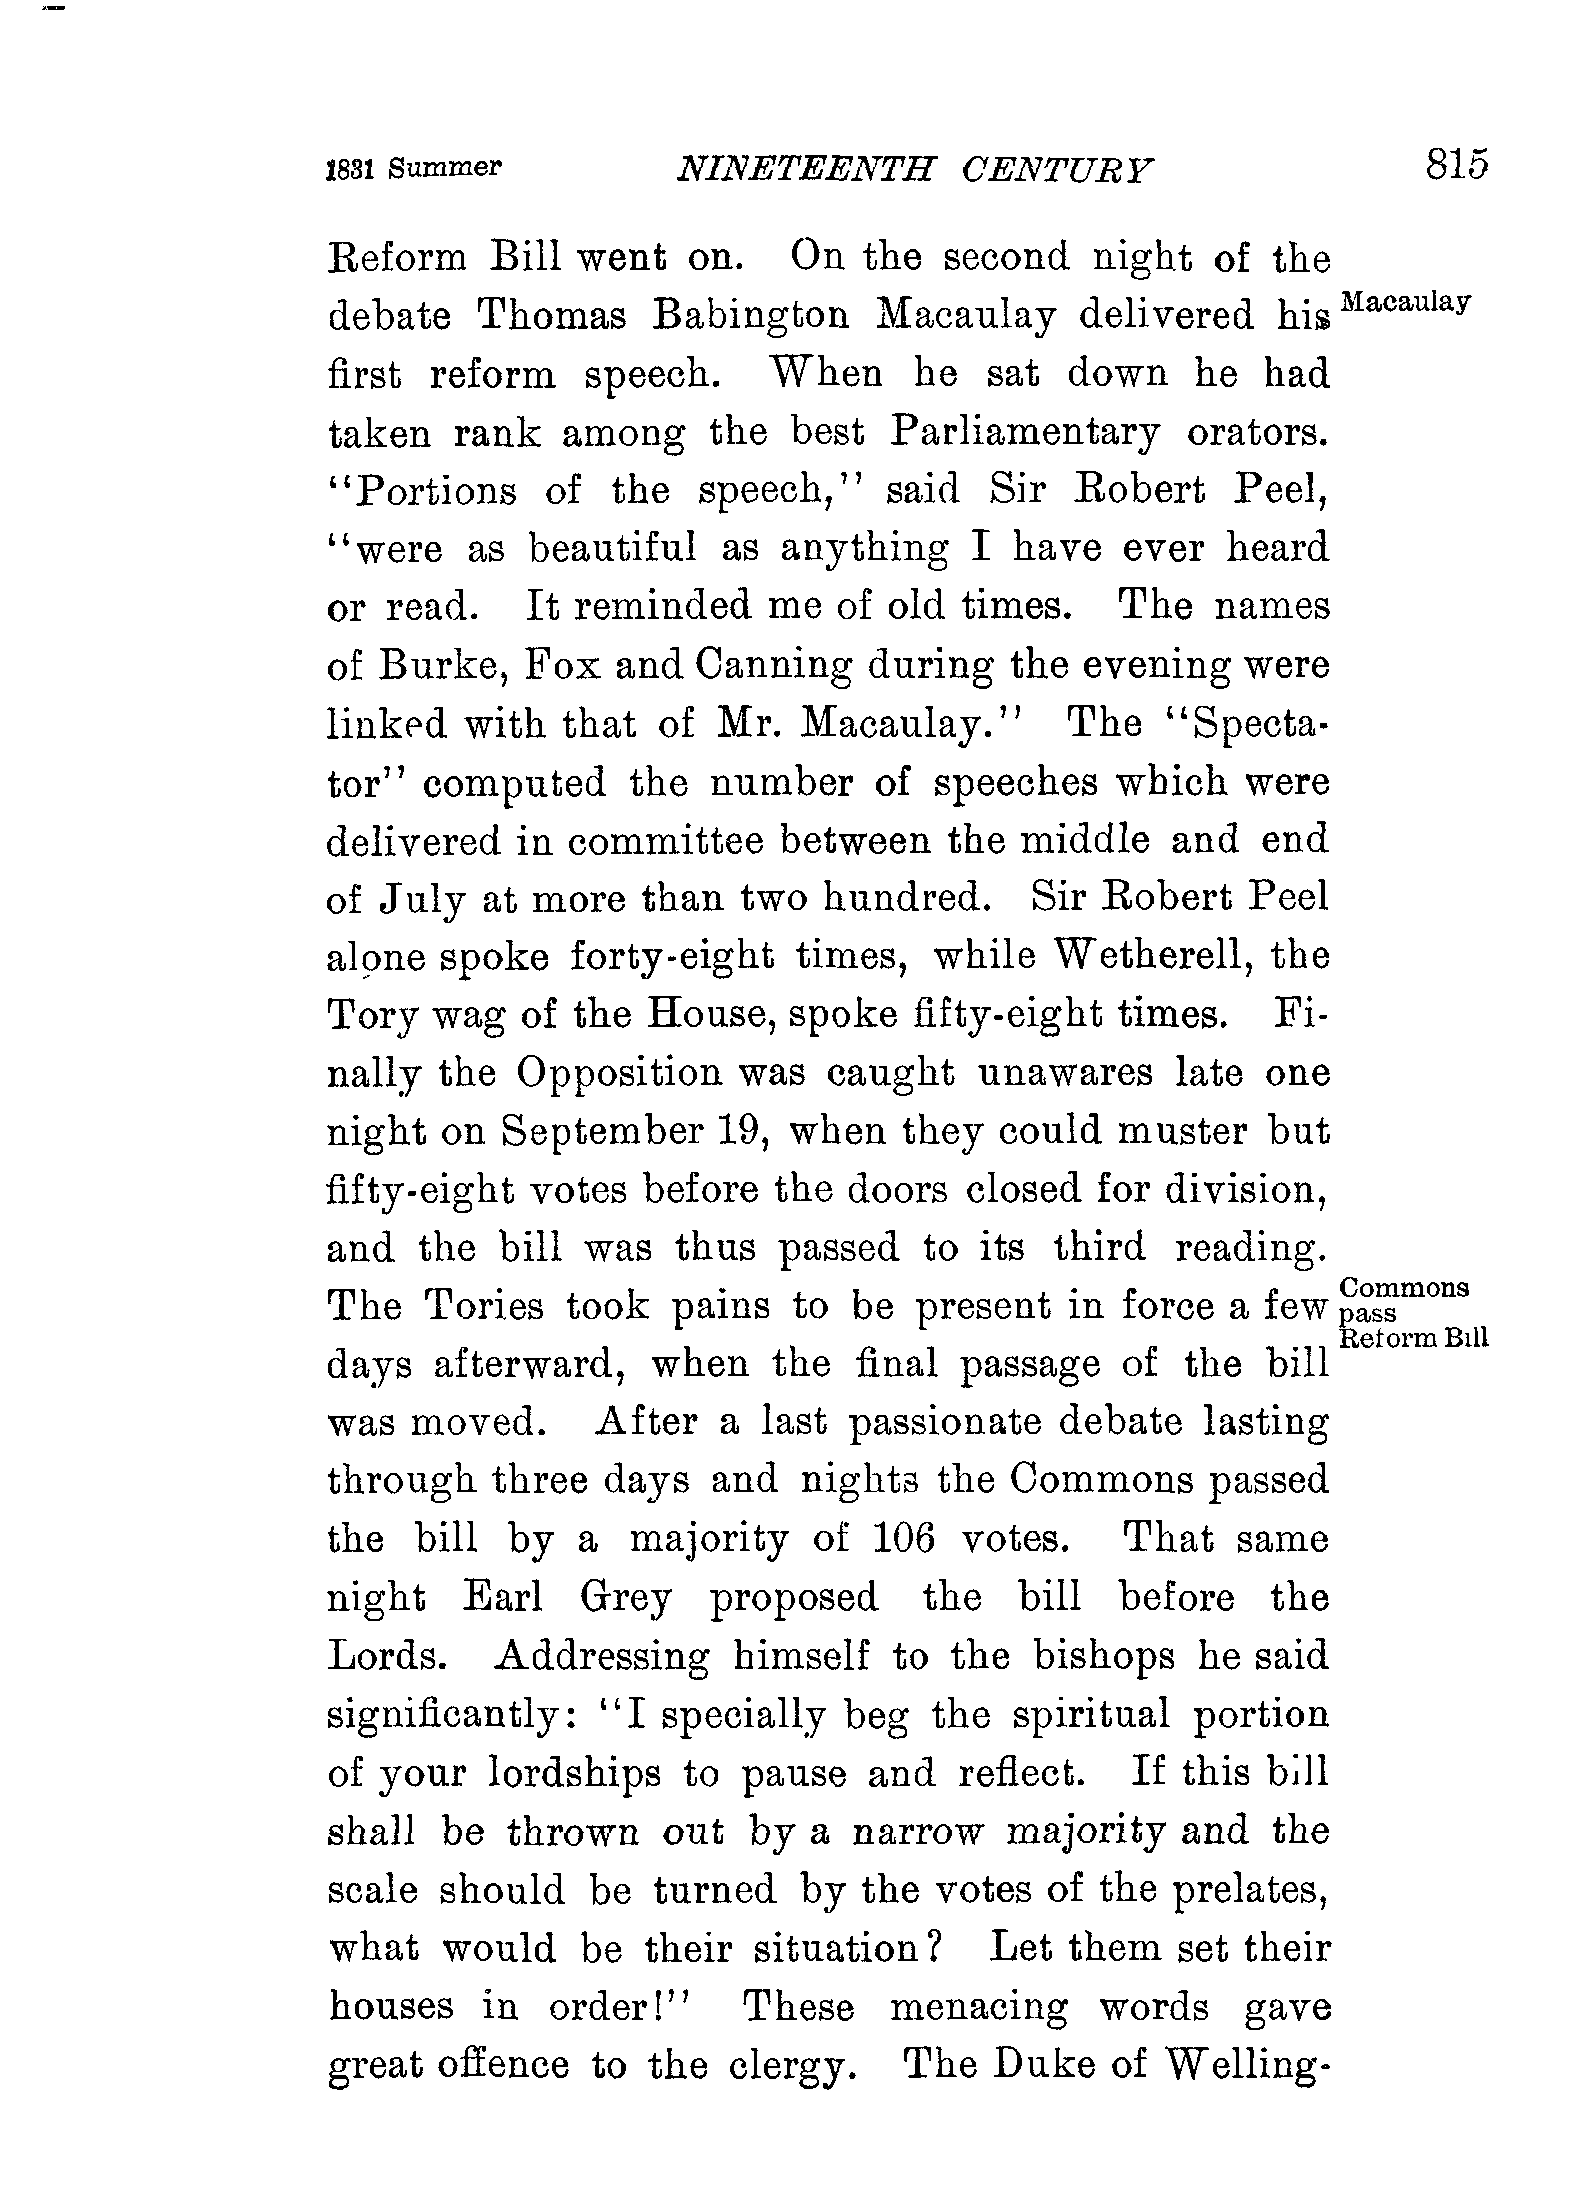 1831 Summer NINETEENTH CENTURY 815
Reform Bill went on. On the second night of the
debate Thomas Babington Macaulay delivered his Macaulay
first reform speech. When he sat down he had
taken rank among the best Parliamentary orators.
"Portions of the speech," said Sir Robert Peel,
"were as beautiful as anything I have ever heard
or read. It reminded me of old times. The names
of Burke, Fox and Canning during the evening were
linked with that of Mr. Macaulay." The "Specta-
tor" computed the number of speeches which were
delivered in committee between the middle and end
of July at more than two hundred. Sir Robert Peel
alone spoke forty-eight times, while Wetherell, the
Tory wag of the House, spoke fifty-eight times. Fi-
nally the Opposition was caught unawares late one
night on September 19, when they could muster but
fifty-eight votes before the doors closed for division,
and the bill was thus passed to its third reading.
The Tories took pains to be present in force a few
Commons
pass
Reform Bill
days afterward, when the final passage of the bill
was moved. After a last passionate debate lasting
through three days and nights the Commons passed
the bill by a majority of 106 votes. That same
night Earl Grey proposed the bill before the
Lords. Addressing himself to the bishops he said
significantly: "I specially beg the spiritual portion
of your lordships to pause and reflect. If this bill
shall be thrown out by a narrow majority and the
scale should be turned by the votes of the prelates,
what would be their situation? Let them set their
houses in order!" These menacing words gave
great offence to the clergy. The Duke of Welling-